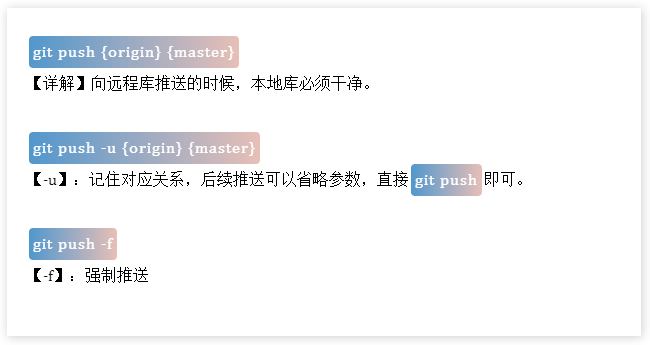 git push {origin} {master}
【详解】向远程库推送的时候，本地库必须干净。
git push -u {origin} {master}
【-u】：记住对应关系，后续推送可以省略参数，直接 git push 即可。
git push -f
【-f】：强制推送